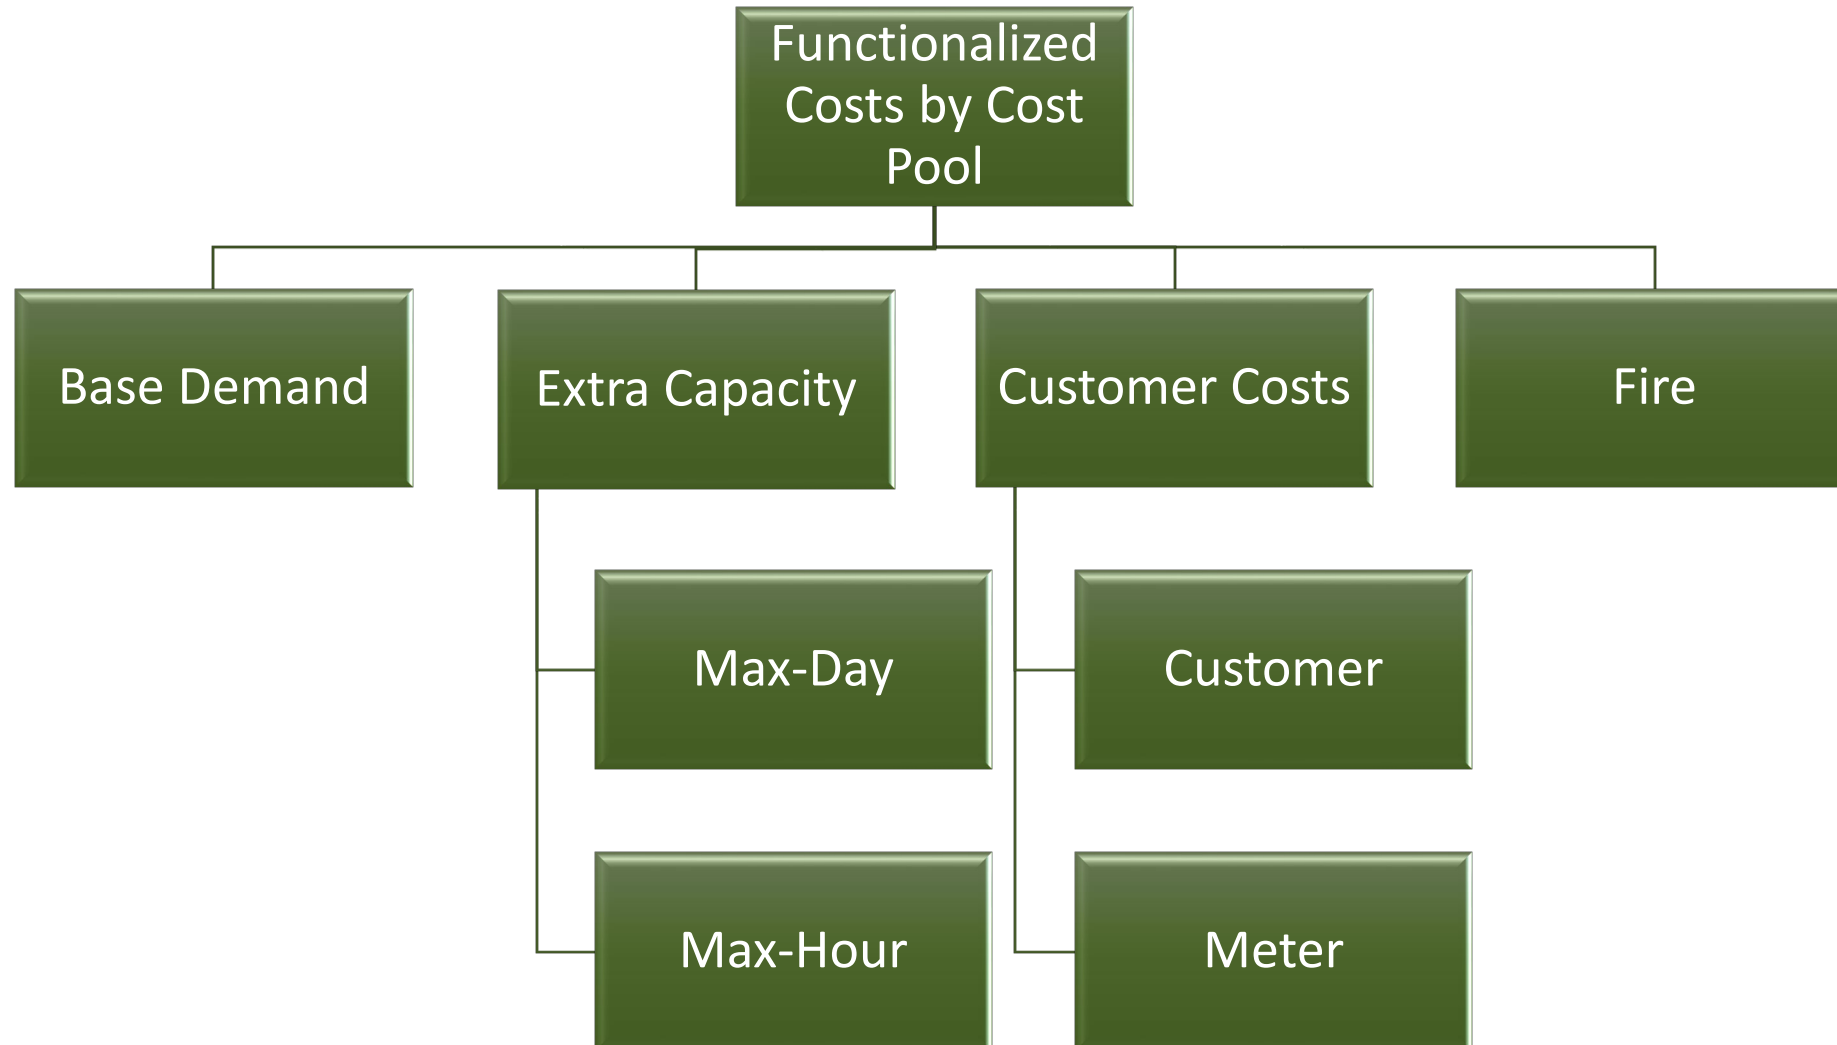 Functionalized
Costs by Cost
Pool
Base Demand
Extra Capacity
Customer Costs
Fire
Max-Day
Customer
Max-Hour
Meter